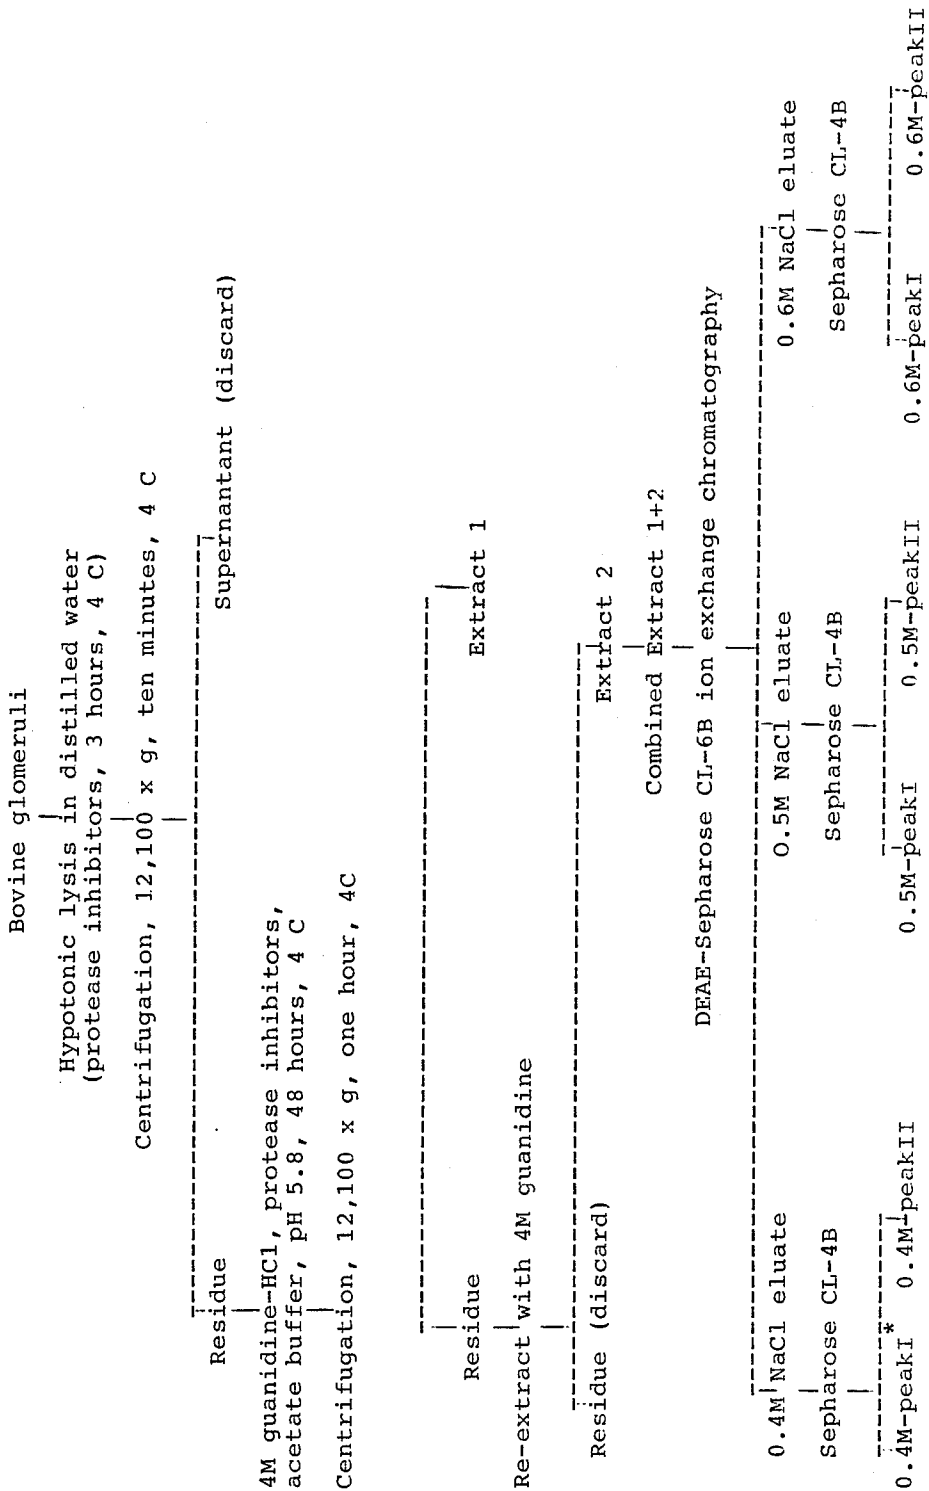 Bovine glomeruli
Hypotonic lysis in distilled water
(protease inhibitors, 3 hours, 4 C)
Centrifugation, 12,100 x g, ten minutes, 4 C
Residue
Supernantant (discard)
4M guanidine-HCl, protease inhibitors,
acetate buffer, pH 5.8, 48 hours, 4 C
Centrifugation, 12,100 x g, one hour, 4C
Residue
Extract 1
Re-extract with 4M guanidine
Residue (discard)
Extract 2
Combined Extract 1+2
DEAE-Sepharose CL-6B ion exchange chromatography
0.4M NaCl eluate
0.5M NaCl eluate
0.6M NaCl eluate
Sepharose CL-4B
Sepharose CL-4B
Sepharose CL-4B
0.4M-peakI* 0.4M-peakII
0.5M-peakI 0.5M-peakII
0.6M-peakI 0.6M-peakII